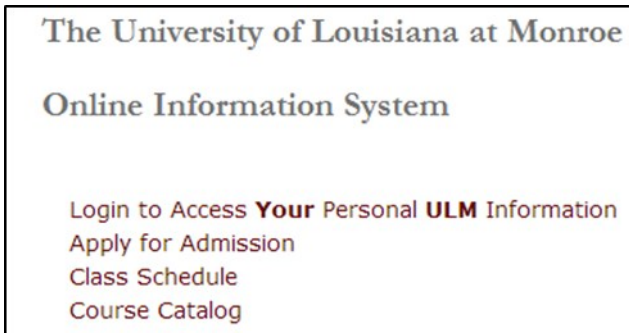 The University of Louisiana at Monroe
Online Information System
Login to Access Your Personal ULM Information
Apply for Admission
Class Schedule
Course Catalog